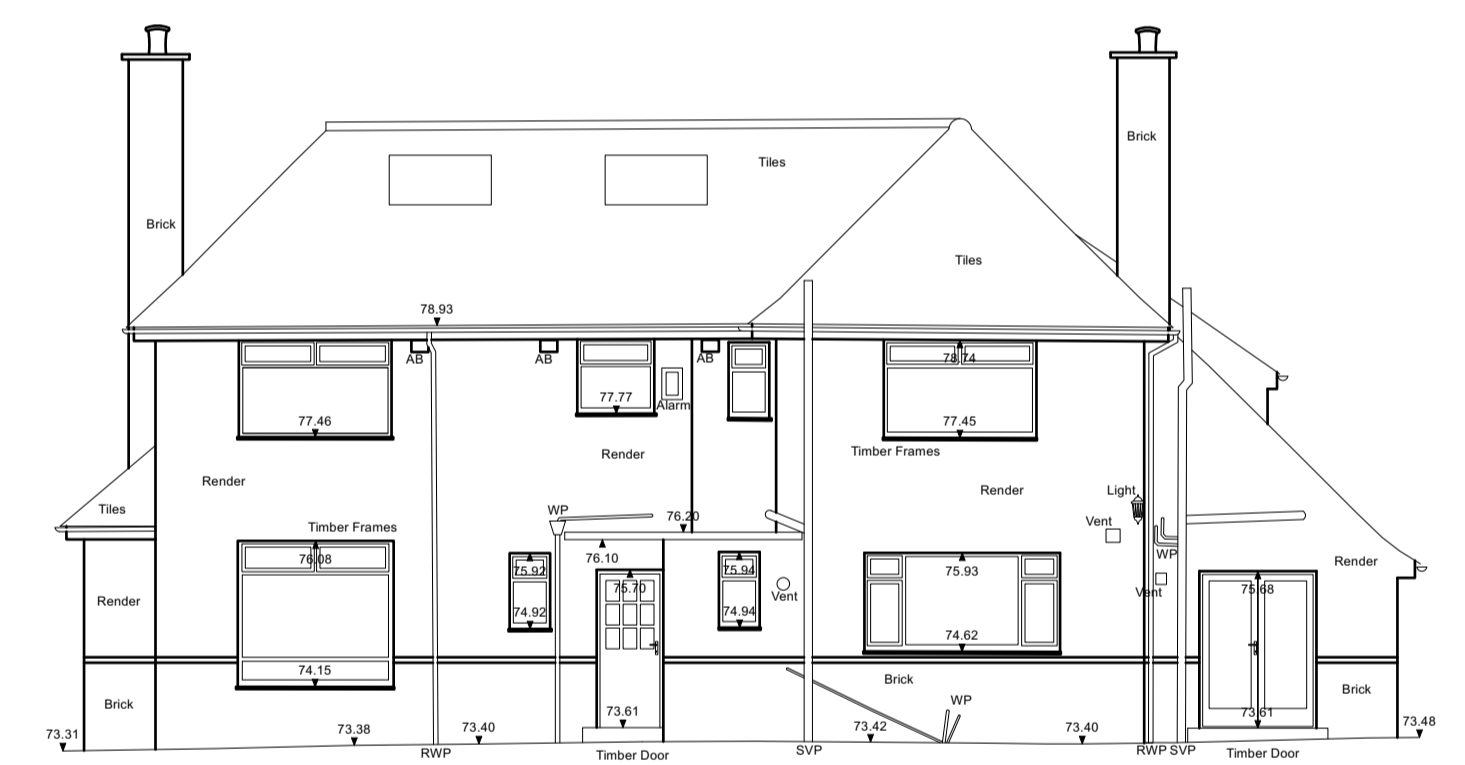 Brick
Tiles
Brick
Tiles
78.93
AB
AB
AB
78.74
77.77
Alarm
77.46
77.45
Timber Frames
Render
Render
Render
Light
Tiles
WP
76.20
Vent
Timber Frames
76.08
76.10
WP
75.92
75.94
75.93
Render
75.70
Vent
Vent
75.68
Render
74.92
74.94
74.62
74.15
Brick
Brick
Brick
WP
73.61
73.61
73.31
73.38
73.40
73.42
73.40
73.48
RWP
Timber Door
SVP
RWP SVP
Timber Door